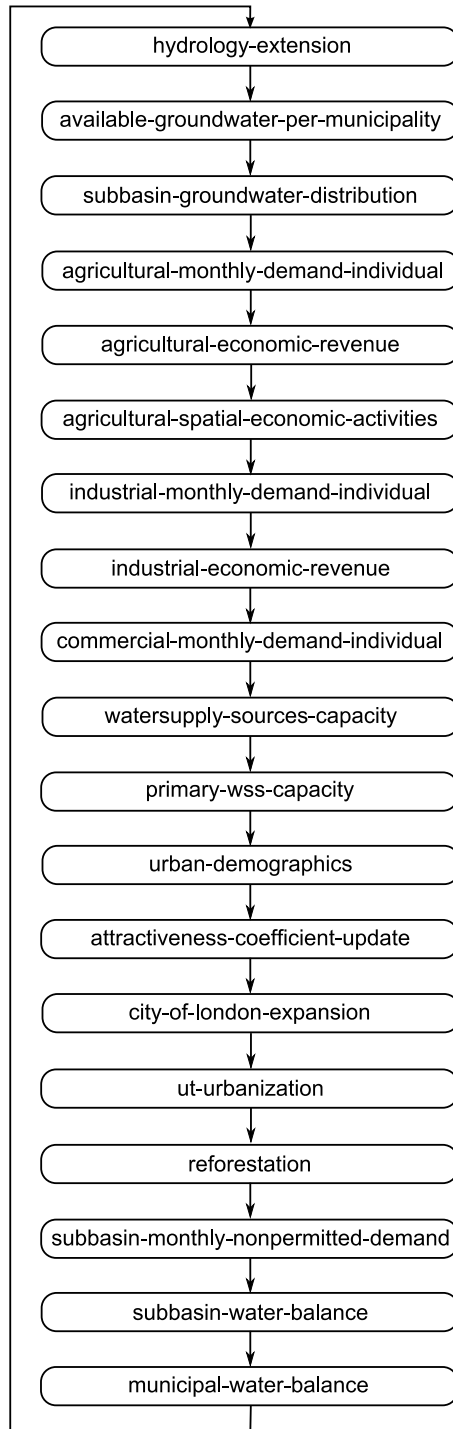 hydrology-extension
available-groundwater-per-municipality
subbasin-groundwater-distribution
agricultural-monthly-demand-individual
agricultural-economic-revenue
agricultural-spatial-economic-activities
industrial-monthly-demand-individual
industrial-economic-revenue
commercial-monthly-demand-individual
watersupply-sources-capacity
primary-wss-capacity
urban-demographics
attractiveness-coefficient-update
city-of-london-expansion
ut-urbanization
reforestation
subbasin-monthly-nonpermitted-demand
subbasin-water-balance
municipal-water-balance